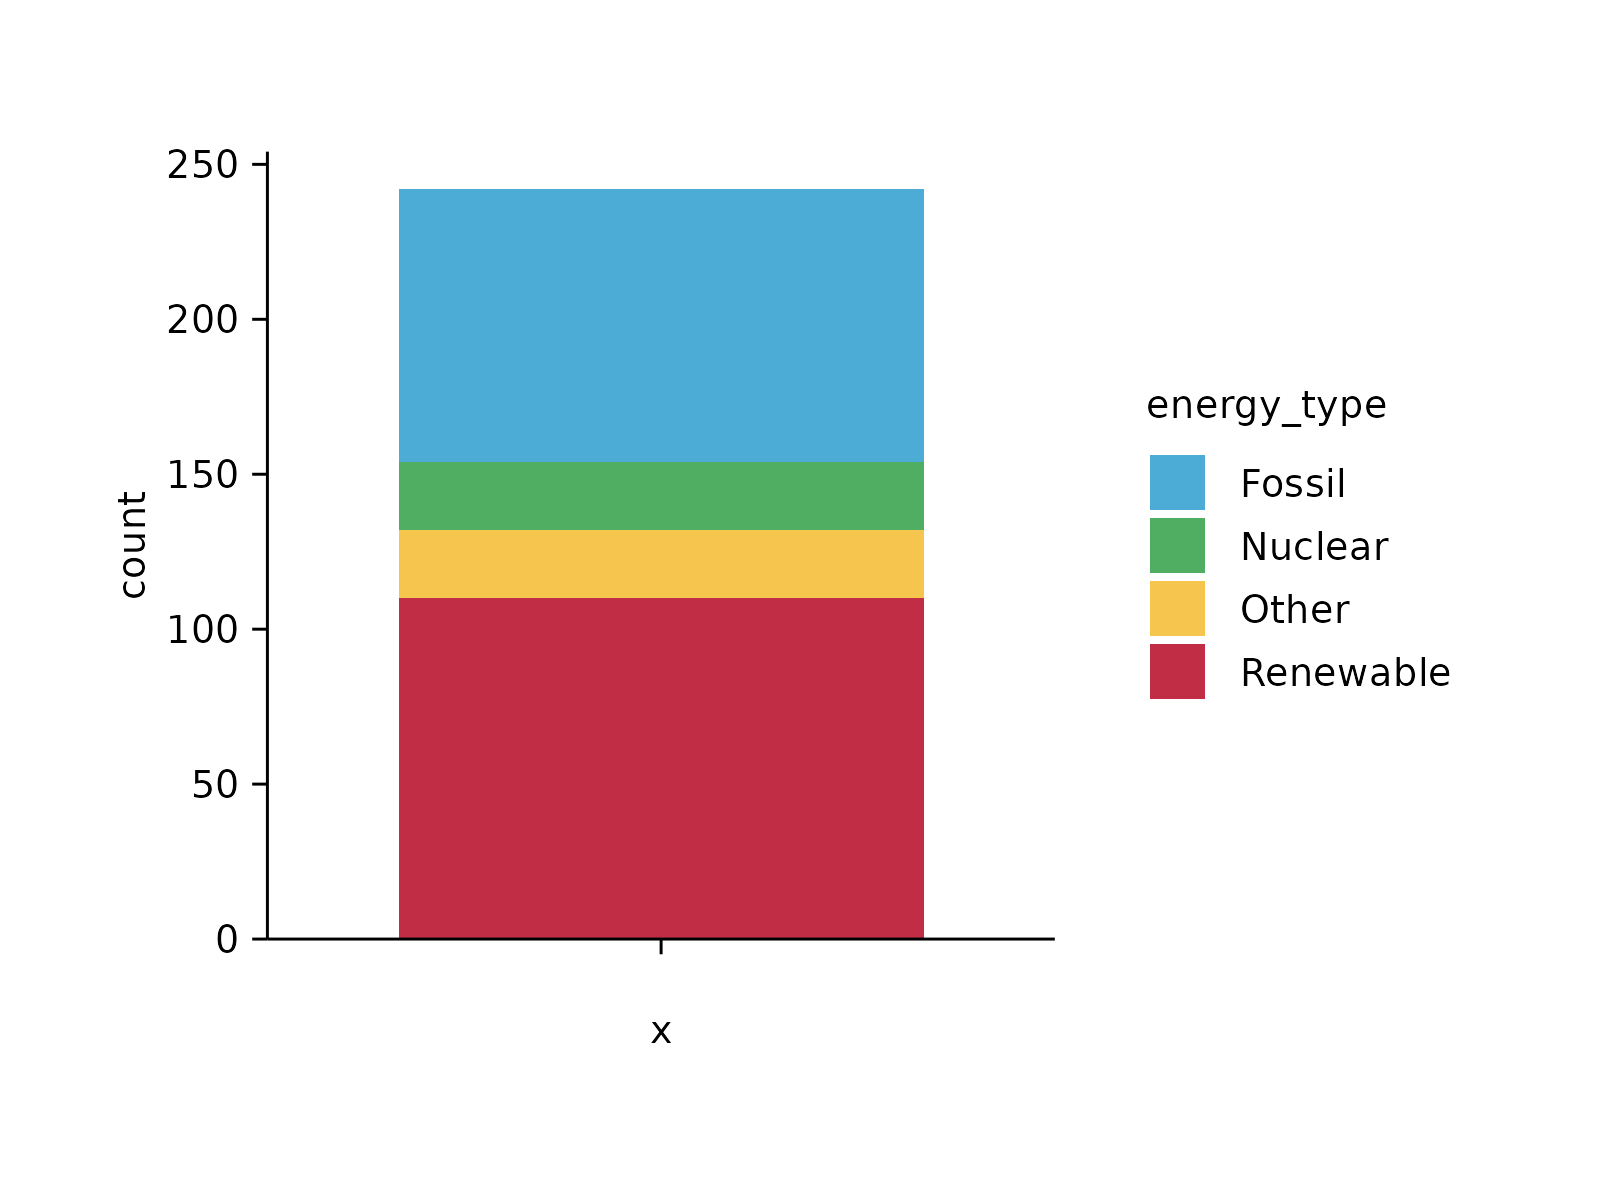 250
200
150
100
50
0
count
x
energy_type
Fossil
Nuclear
Other
Renewable